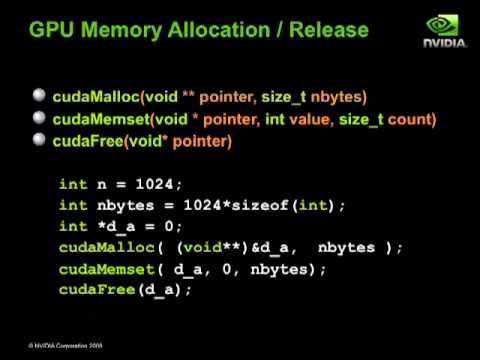 GPU Memory Allocation / Release
NVIDIA
cudaMalloc(void ** pointer, size_t nbytes)
cudaMemset(void * pointer, int value, size_t count)
cudaFree(void* pointer)
int n = 1024;
int nbytes = 1024*sizeof(int);
int *d_a = 0;
cudaMalloc( (void**)&d_a, nbytes );
cudaMemset( d_a, 0, nbytes);
cudaFree(d_a);
© NVIDIA Corporation